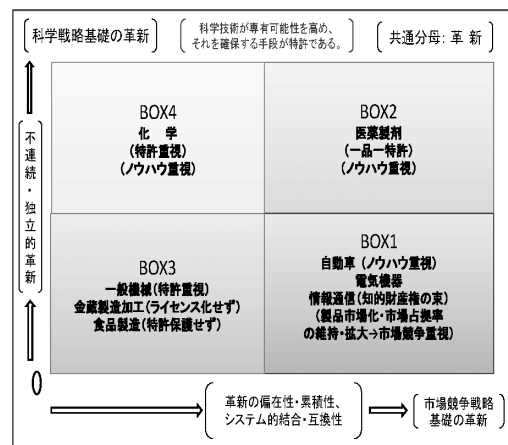 科学戦略基礎の革新
科学技術が専有可能性を高め、
それを確保する手段が特許である。
共通分母: 革 新
不連続・独立的革新
BOX4
化 学
(特許重視)
(ノウハウ重視)
BOX2
医薬製剤
(一品一特許)
(ノウハウ重視)
BOX3
一般機械(特許重視)
金蔵製造加工(ライセンス化せず)
食品製造(特許保護せず)
BOX1
自動車 (ノウハウ重視)
電気機器
情報通信(知的財産権の束)
(製品市場化・市場占拠率
の維持・拡大→市場競争重視)
0
革新の偏在性・累積性、
システム的結合・互換性
市場競争戦略
基礎の革新